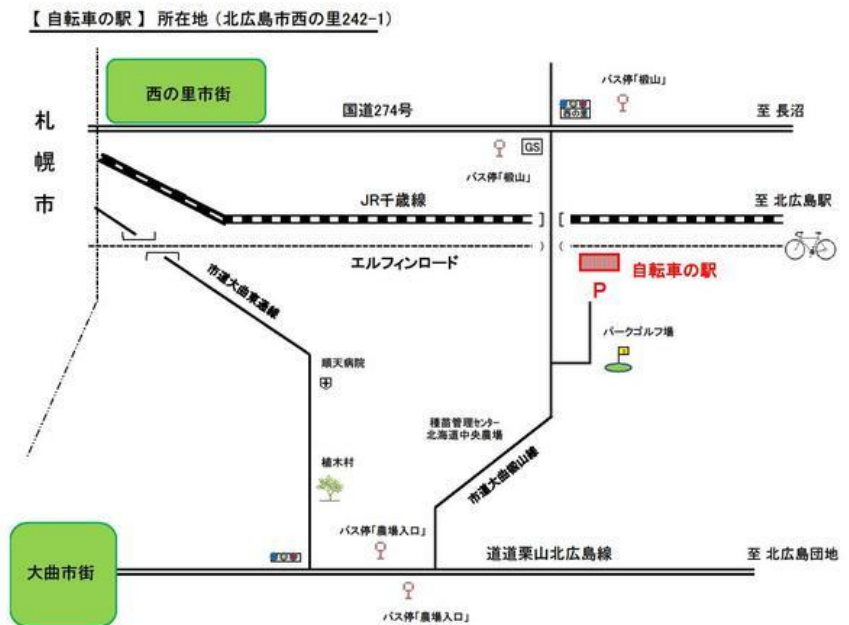 【 自転車の駅 】 所在地 (北広島市西の里242-1)
西の里市街
国道274号
西の里
バス停「椴山」
至 長沼
札幌市
GS
バス停「椴山」
JR千歳線
至 北広島駅
エルフィンロード
自転車の駅
P
市道大曲東通線
パークゴルフ場
順天病院
種苗管理センター
北海道中央農場
市道大曲椴山線
植木村
バス停「農場入口」
大曲市街
道道栗山北広島線
至 北広島団地
バス停「農場入口」